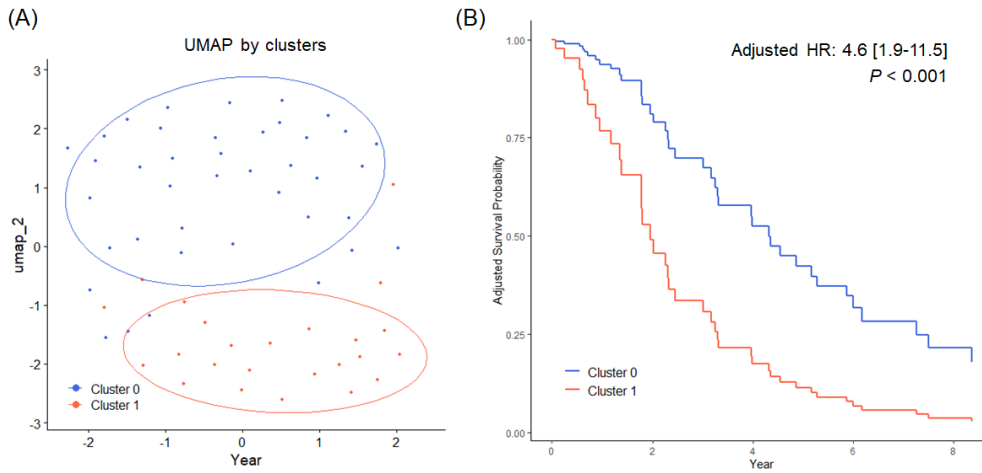 (A)
UMAP by clusters
3
2
1
0
-1
-2
-3
umap_2
Cluster 0
Cluster 1
-2
-1
0
1
2
Year
(B)
Adjusted HR: 4.6 [1.9-11.5]
P < 0.001
1.00
0.75
0.50
0.25
0.00
Adjusted Survival Probability
Cluster 0
Cluster 1
0
2
4
6
8
Year